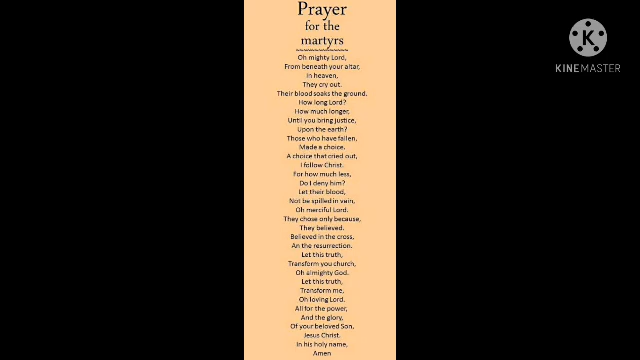 Prayer
for the
martyrs
Oh mighty Lord,
From beneath your altar,
In heaven,
They cry out.
Their blood soaks the ground.
How long Lord?
How much longer,
Until you bring justice,
Upon the earth?
Those who have fallen,
Made a choice.
A choice that cried out,
I follow Christ.
For how much less,
Do I deny him?
Let their blood,
Not be spilled in vain,
Oh merciful Lord.
They chose only because,
They believed.
Believed in the cross,
An the resurrection.
Let this truth,
Transform you church,
Oh almighty God.
Let this truth,
Transform me,
Oh loving Lord.
All for the power,
And the glory,
Of your beloved Son,
Jesus Christ.
In his holy name,
Amen
K
KINEMASTER